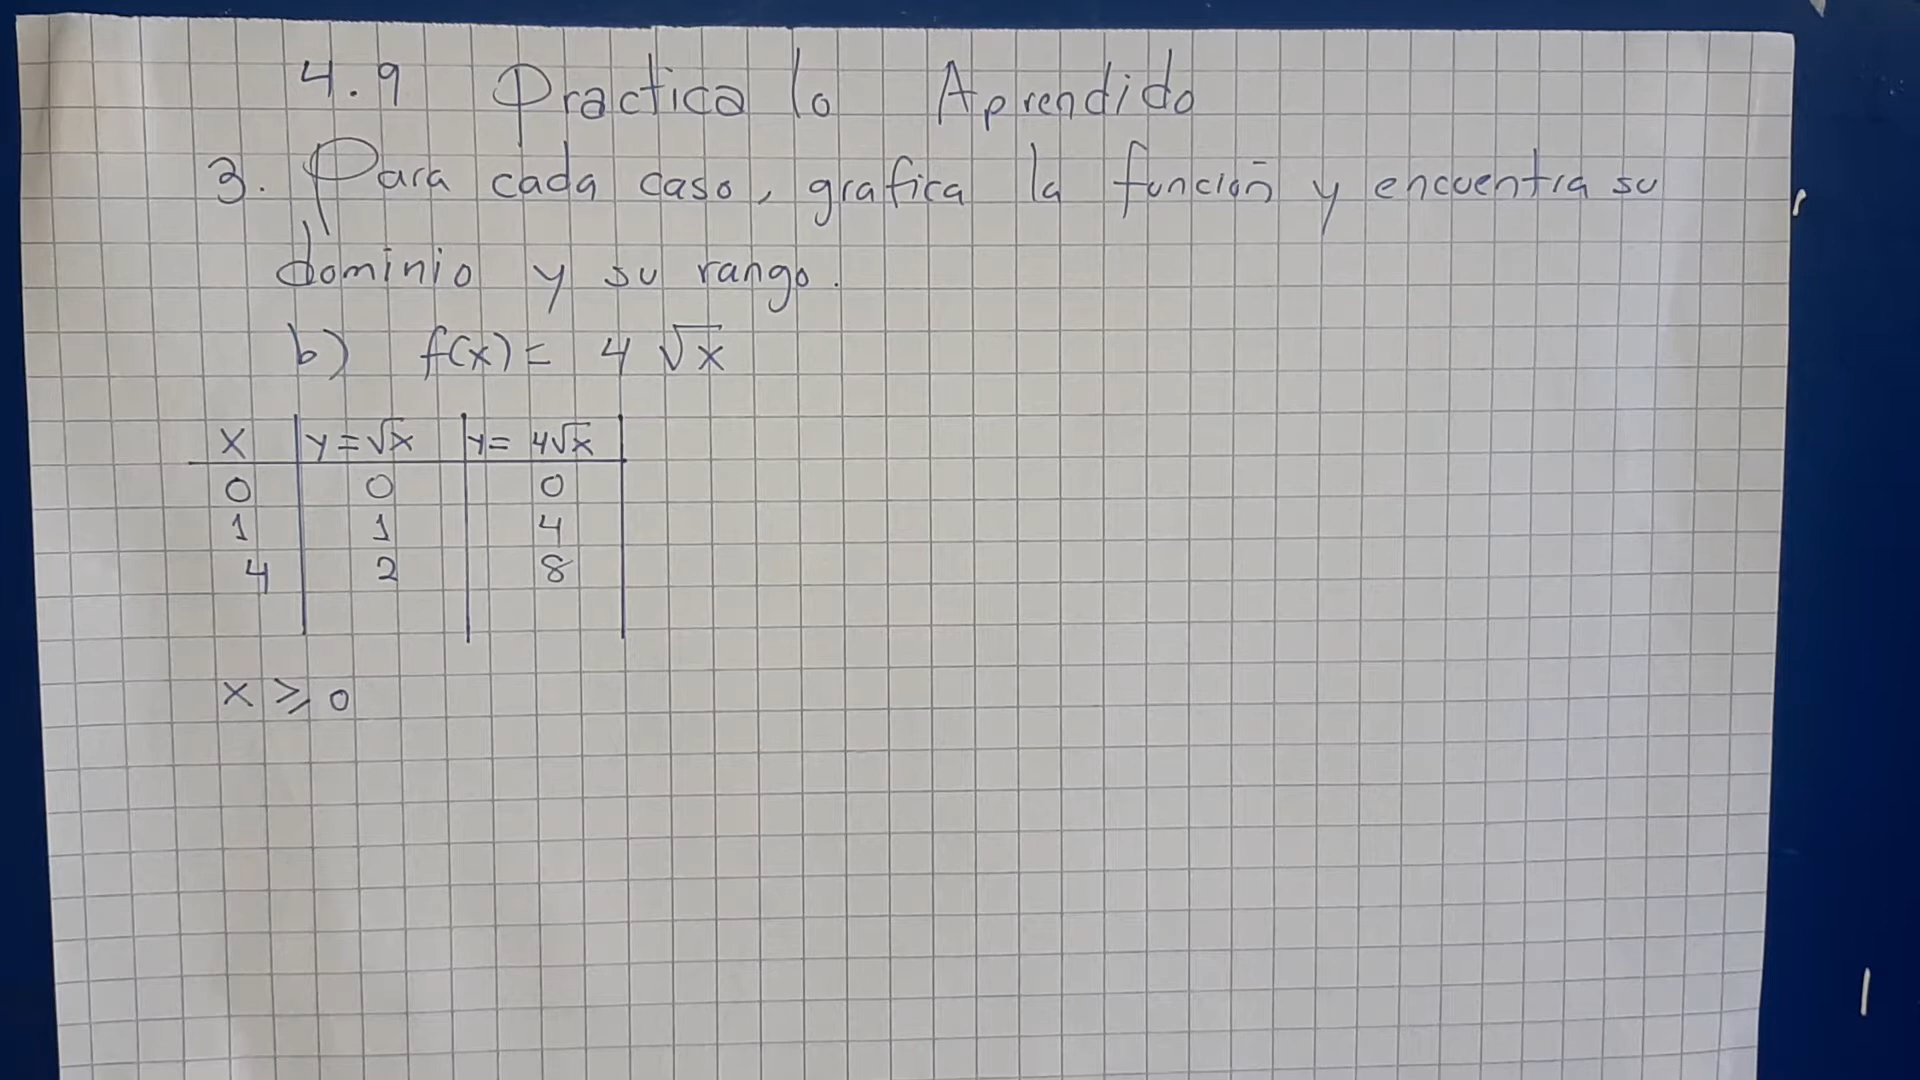 4.9 Practica lo Aprendido
3. Para cada caso, grafica la función y encuentra su
dominio y su rango.
b) f(x) = 4 √x
x | y = √x | y = 4√x
0 | 0 | 0
1 | 1 | 4
4 | 2 | 8
x ⩾ 0